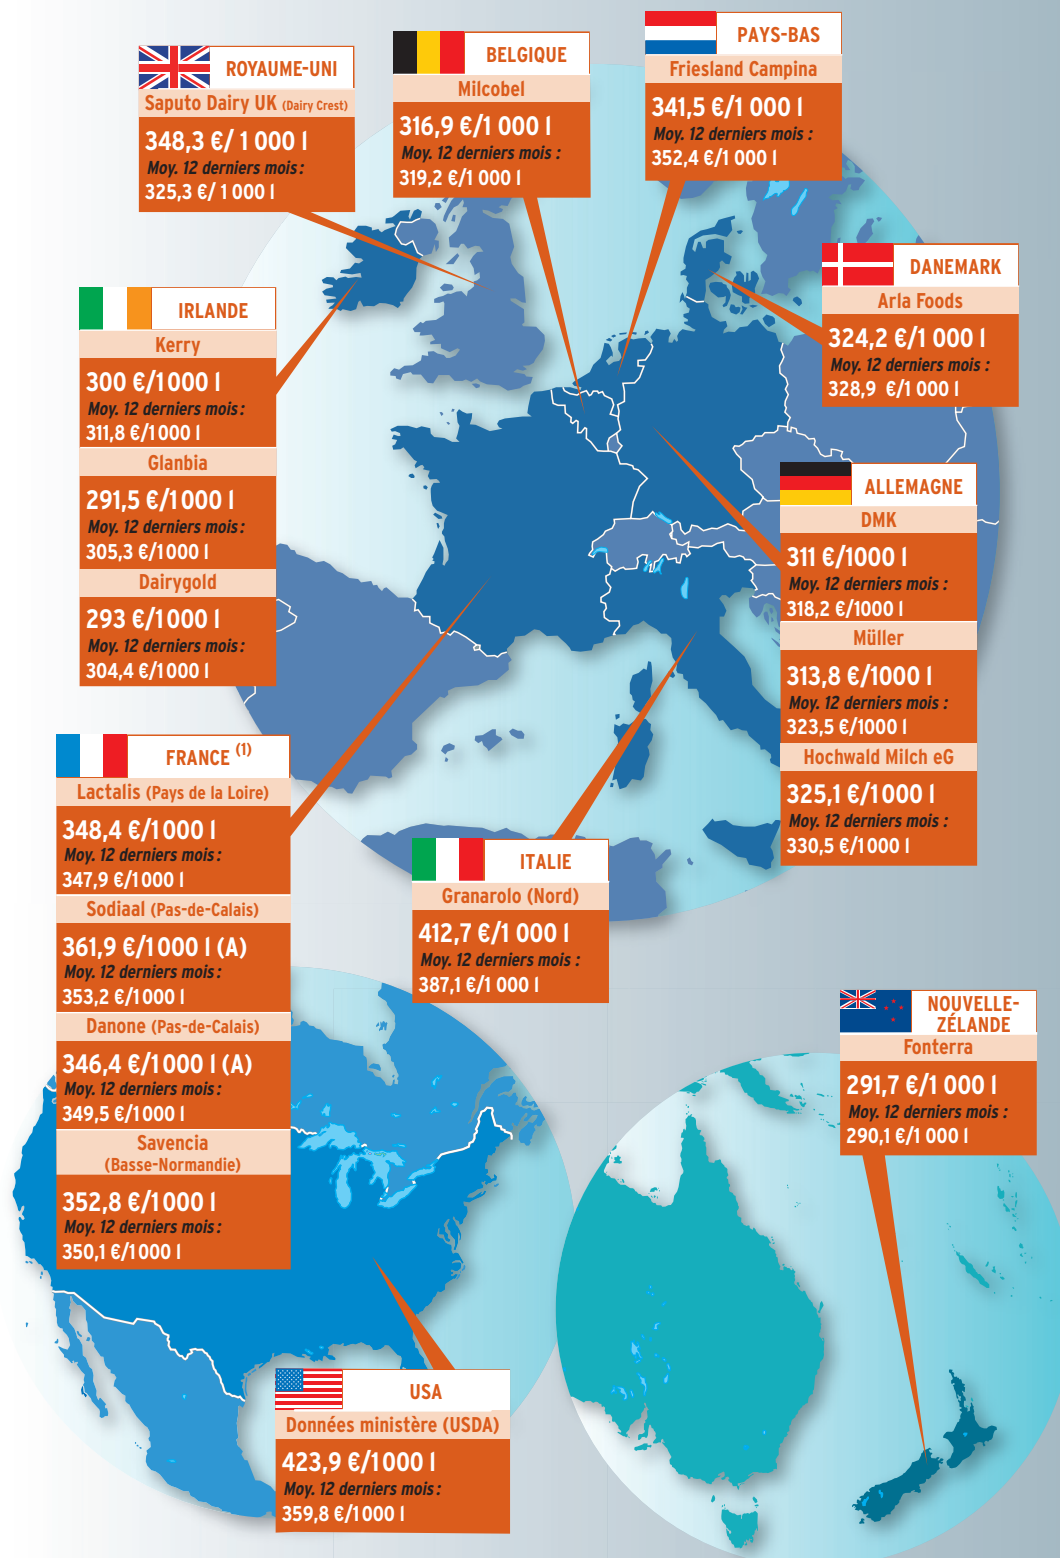 ROYAUME-UNI
Saputo Dairy UK (Dairy Crest)
348,3 €/ 1 000 l
Moy. 12 derniers mois :
325,3 €/ 1 000 l
BELGIQUE
Milcobel
316,9 €/1 000 l
Moy. 12 derniers mois :
319,2 €/1 000 l
PAYS-BAS
Friesland Campina
341,5 €/1 000 l
Moy. 12 derniers mois :
352,4 €/1 000 l
DANEMARK
Arla Foods
324,2 €/1 000 l
Moy. 12 derniers mois :
328,9 €/1 000 l
IRLANDE
Kerry
300 €/1000 l
Moy. 12 derniers mois :
311,8 €/1000 l
Glanbia
291,5 €/1000 l
Moy. 12 derniers mois :
305,3 €/1000 l
Dairygold
293 €/1000 l
Moy. 12 derniers mois :
304,4 €/1000 l
ALLEMAGNE
DMK
311 €/1000 l
Moy. 12 derniers mois :
318,2 €/1000 l
Müller
313,8 €/1000 l
Moy. 12 derniers mois :
323,5 €/1000 l
Hochwald Milch eG
325,1 €/1000 l
Moy. 12 derniers mois :
330,5 €/1000 l
FRANCE (1)
Lactalis (Pays de la Loire)
348,4 €/1000 l
Moy. 12 derniers mois :
347,9 €/1000 l
Sodiaal (Pas-de-Calais)
361,9 €/1000 l (A)
Moy. 12 derniers mois :
353,2 €/1000 l
Danone (Pas-de-Calais)
346,4 €/1000 l (A)
Moy. 12 derniers mois :
349,5 €/1000 l
Savencia
(Basse-Normandie)
352,8 €/1000 l
Moy. 12 derniers mois :
350,1 €/1000 l
ITALIE
Granarolo (Nord)
412,7 €/1 000 l
Moy. 12 derniers mois :
387,1 €/1 000 l
NOUVELLE-
ZÉLANDE
Fonterra
291,7 €/1 000 l
Moy. 12 derniers mois :
290,1 €/1 000 l
USA
Données ministère (USDA)
423,9 €/1000 l
Moy. 12 derniers mois :
359,8 €/1000 l